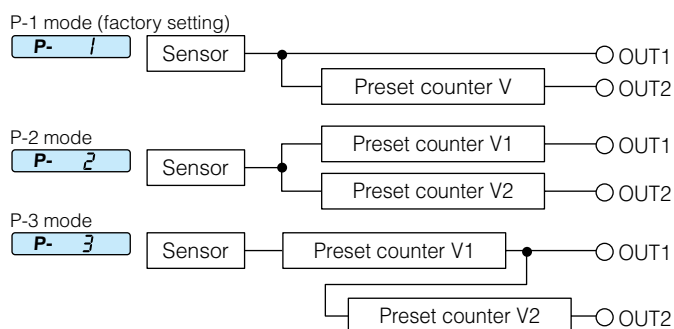 P-1 mode (factory setting)
P- 1
Sensor
OUT1
Preset counter V
OUT2
P-2 mode
P- 2
Sensor
Preset counter V1
OUT1
Preset counter V2
OUT2
P-3 mode
P- 3
Sensor
Preset counter V1
OUT1
Preset counter V2
OUT2